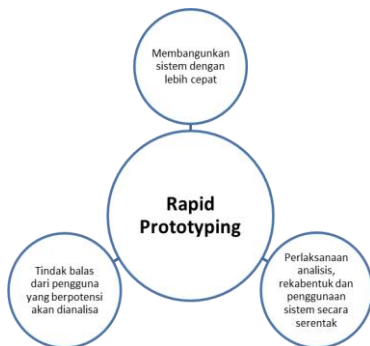 Membangunkan
sistem dengan
lebih cepat
Rapid
Prototyping
Tindak balas
dari pengguna
yang berpotensi
akan dianalisa
Perlaksanaan
analisis,
rekabentuk dan
penggunaan
sistem secara
serentak